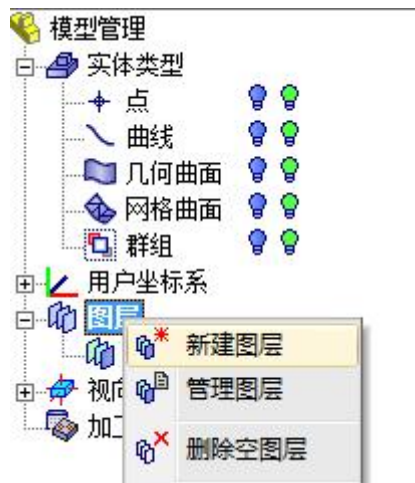 模型管理
实体类型
点
曲线
几何曲面
网格曲面
群组
用户坐标系
图层
新建图层
管理图层
视向
加工
删除空图层